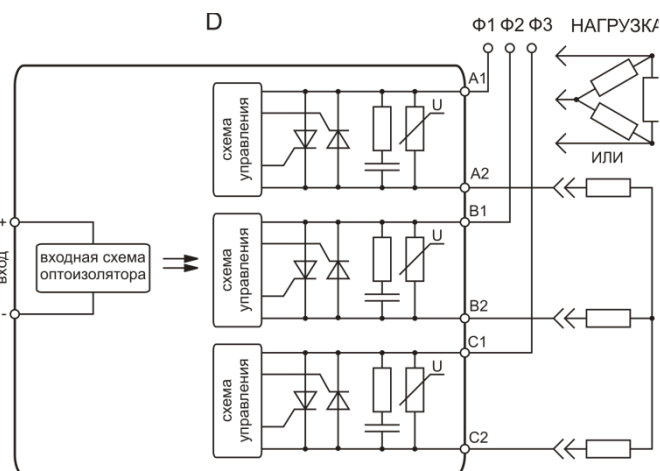 D
Ф1 Ф2 Ф3 НАГРУЗКА
A1
U
схема
управления
ИЛИ
A2
B1
+
вход
-
входная схема
оптоизолятора
U
схема
управления
B2
C1
U
схема
управления
C2